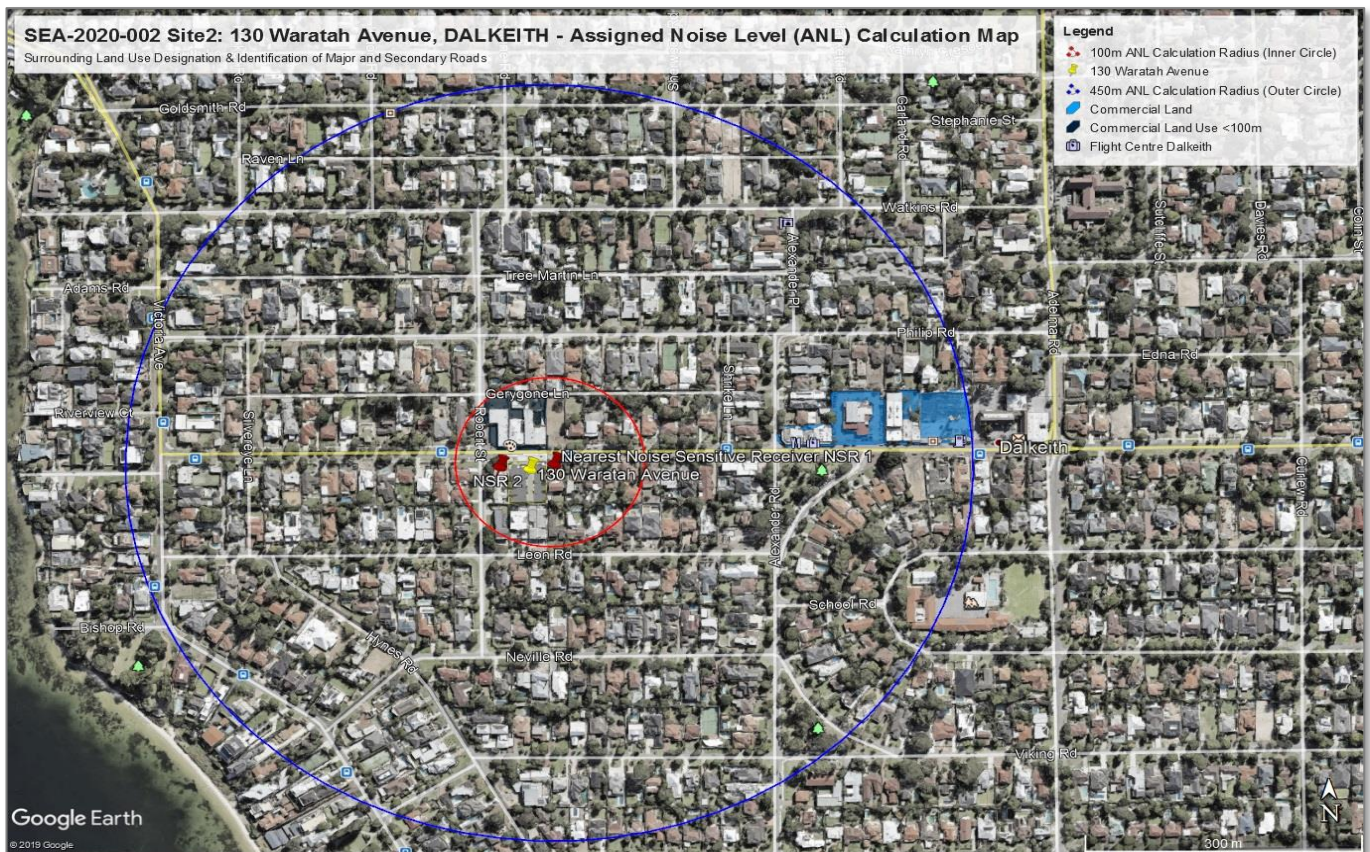 SEA-2020-002 Site2: 130 Waratah Avenue, DALKEITH - Assigned Noise Level (ANL) Calculation Map
Surrounding Land Use Designation & Identification of Major and Secondary Roads
Legend
100m ANL Calculation Radius (Inner Circle)
130 Waratah Avenue
450m ANL Calculation Radius (Outer Circle)
Commercial Land
Commercial Land Use <100m
Flight Centre Dalkeith
Goldsmith Rd
Garland Rd
Stephanie St
Raven Ln
Watkins Rd
Sutcliffe St
Davies Rd
Colin St
Alexander Pl
Tree Martin Ln
Adams Rd
Victoria Ave
Adelma Rd
Philip Rd
Edna Rd
Gerygone Ln
Riverview Ct
Robert St
Dalkeith
Nearest Noise Sensitive Receiver NSR 1
NSR 2
130 Waratah Avenue
Alexander Rd
Leon Rd
School Rd
Bishop Rd
Hynes Rd
Neville Rd
Viking Rd
Google Earth
© 2019 Google
N
300 m